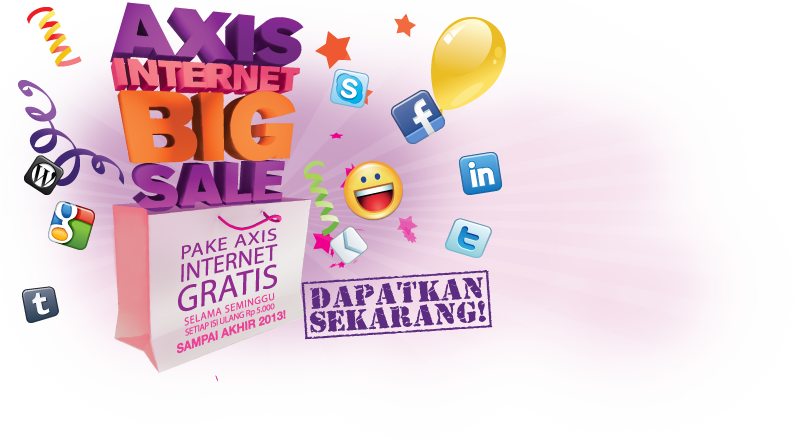 AXIS
INTERNET
BIG
SALE
PAKE AXIS
INTERNET
GRATIS
SELAMA SEMINGGU
SETIAP ISI ULANG Rp 5.000
SAMPAI AKHIR 2013!
DAPATKAN
SEKARANG!
S
f
W
in
g
t
t